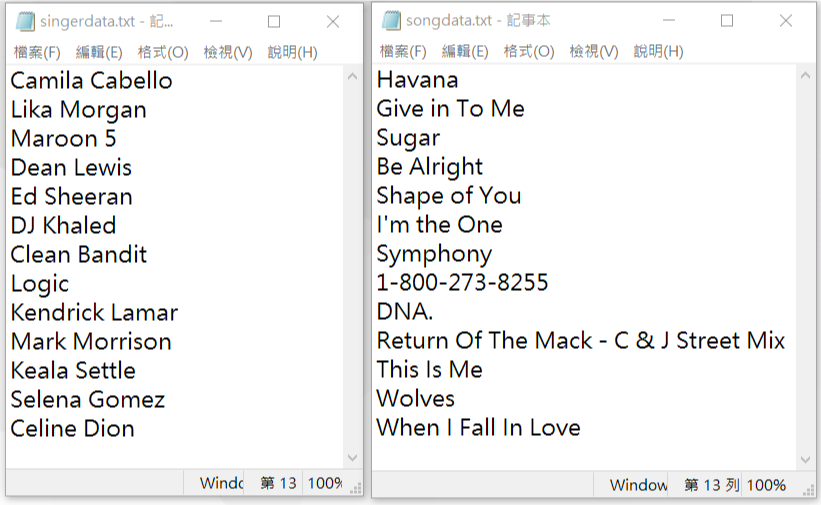 singerdata.txt - 記...
檔案(F) 編輯(E) 格式(O) 檢視(V) 說明(H)
Camila Cabello
Lika Morgan
Maroon 5
Dean Lewis
Ed Sheeran
DJ Khaled
Clean Bandit
Logic
Kendrick Lamar
Mark Morrison
Keala Settle
Selena Gomez
Celine Dion
Windo 第 13 100%
songdata.txt - 記事本
檔案(F) 編輯(E) 格式(O) 檢視(V) 說明(H)
Havana
Give in To Me
Sugar
Be Alright
Shape of You
I'm the One
Symphony
1-800-273-8255
DNA.
Return Of The Mack - C & J Street Mix
This Is Me
Wolves
When I Fall In Love
Window 第 13 列 100%